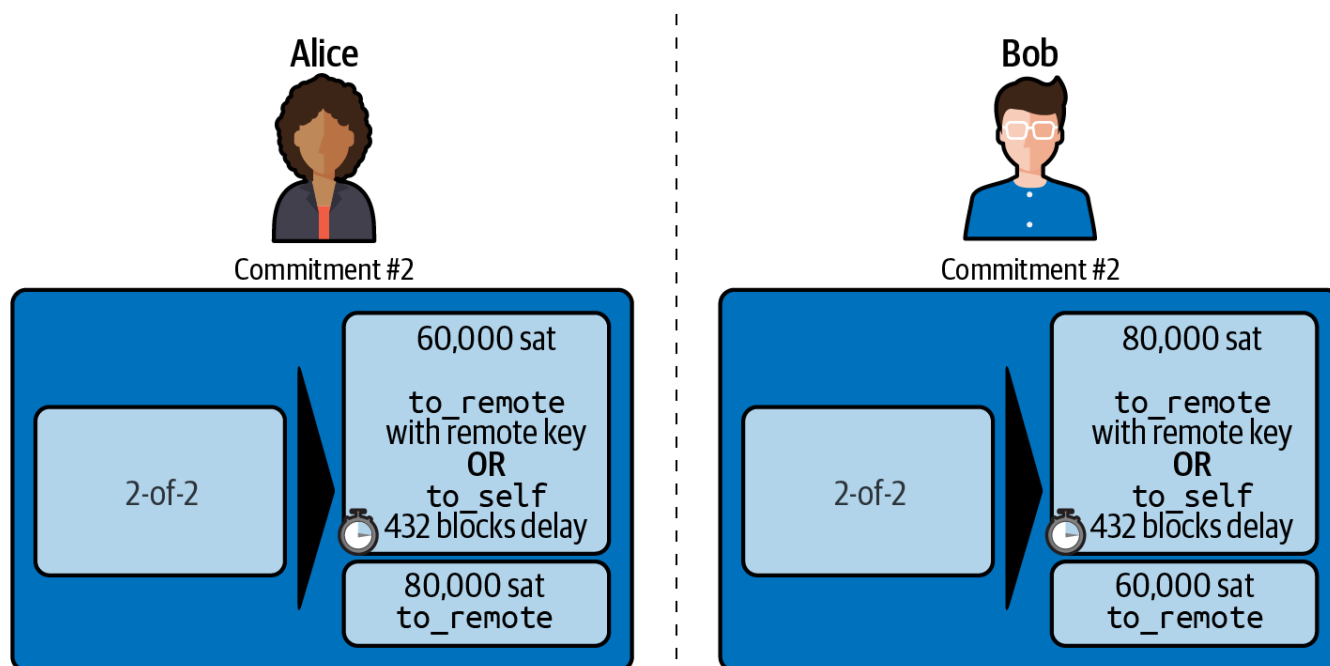 Alice
Commitment #2
2-of-2
60,000 sat
to_remote
with remote key
OR
to_self
432 blocks delay
80,000 sat
to_remote
Bob
Commitment #2
2-of-2
80,000 sat
to_remote
with remote key
OR
to_self
432 blocks delay
60,000 sat
to_remote